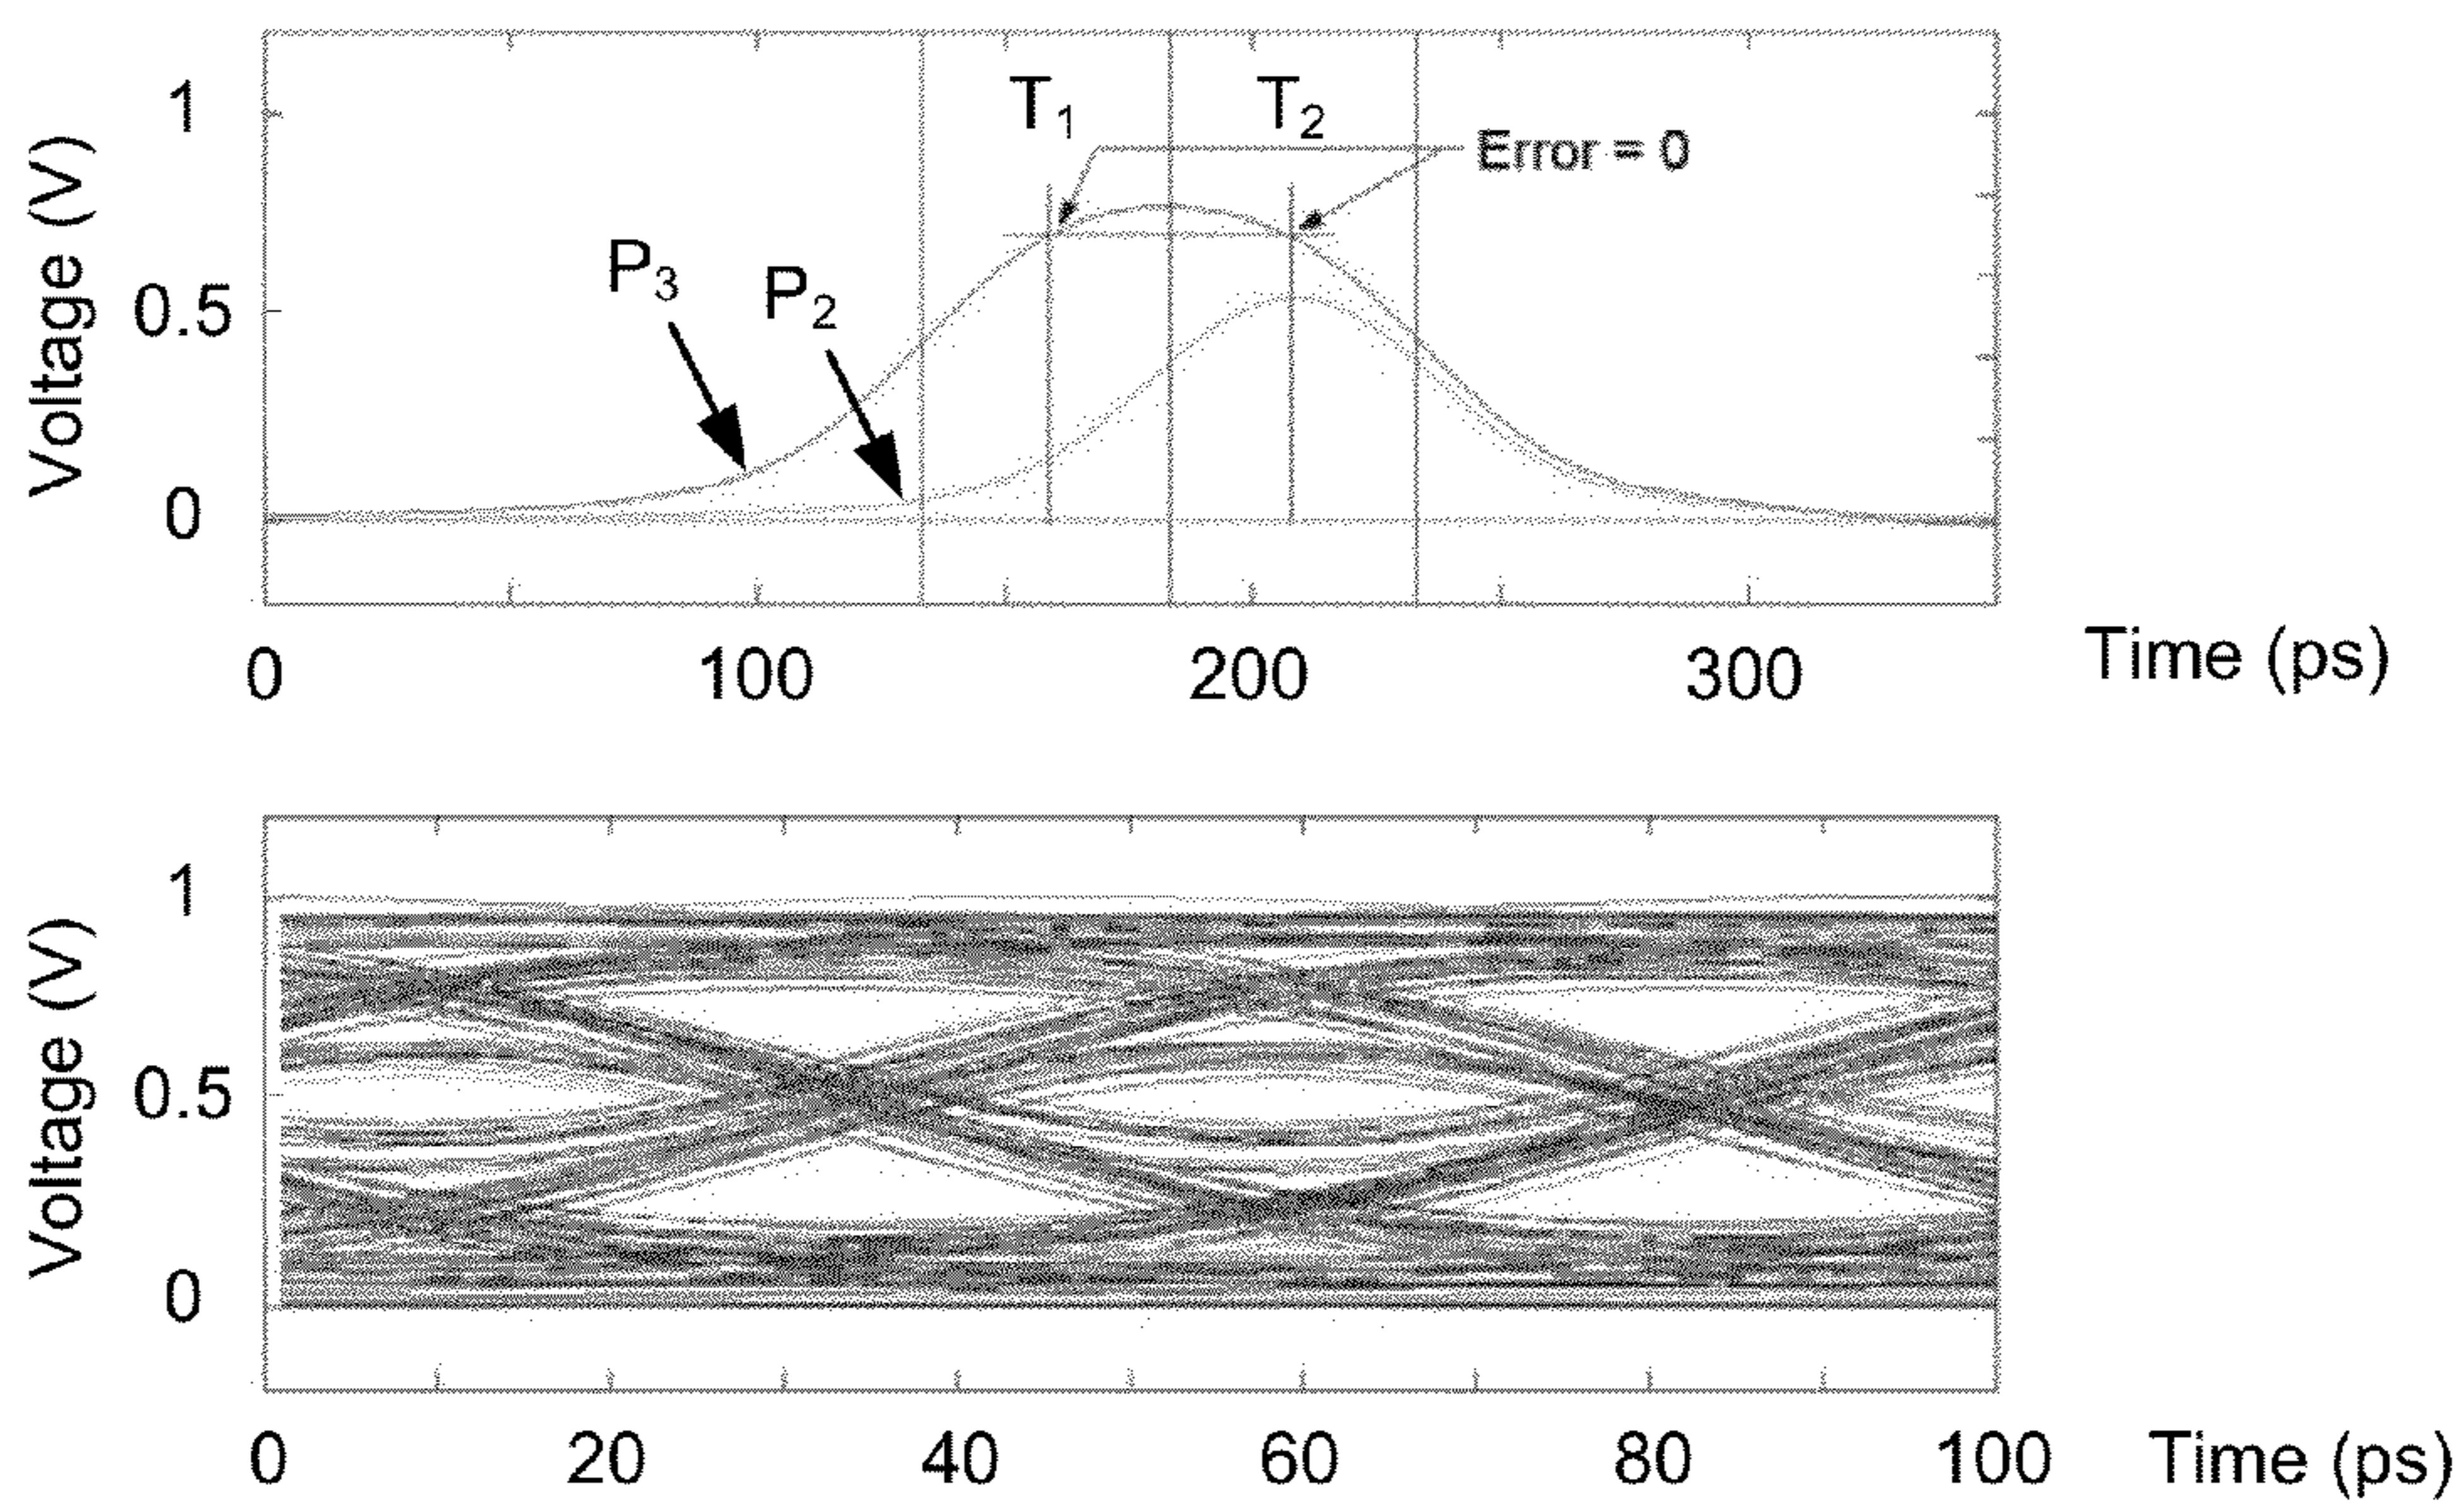 Voltage (V)
1
0.5
0
T1
T2
Error = 0
P3
P2
0 100 200 300 Time (ps)
Voltage (V)
1
0.5
0
0 20 40 60 80 100 Time (ps)